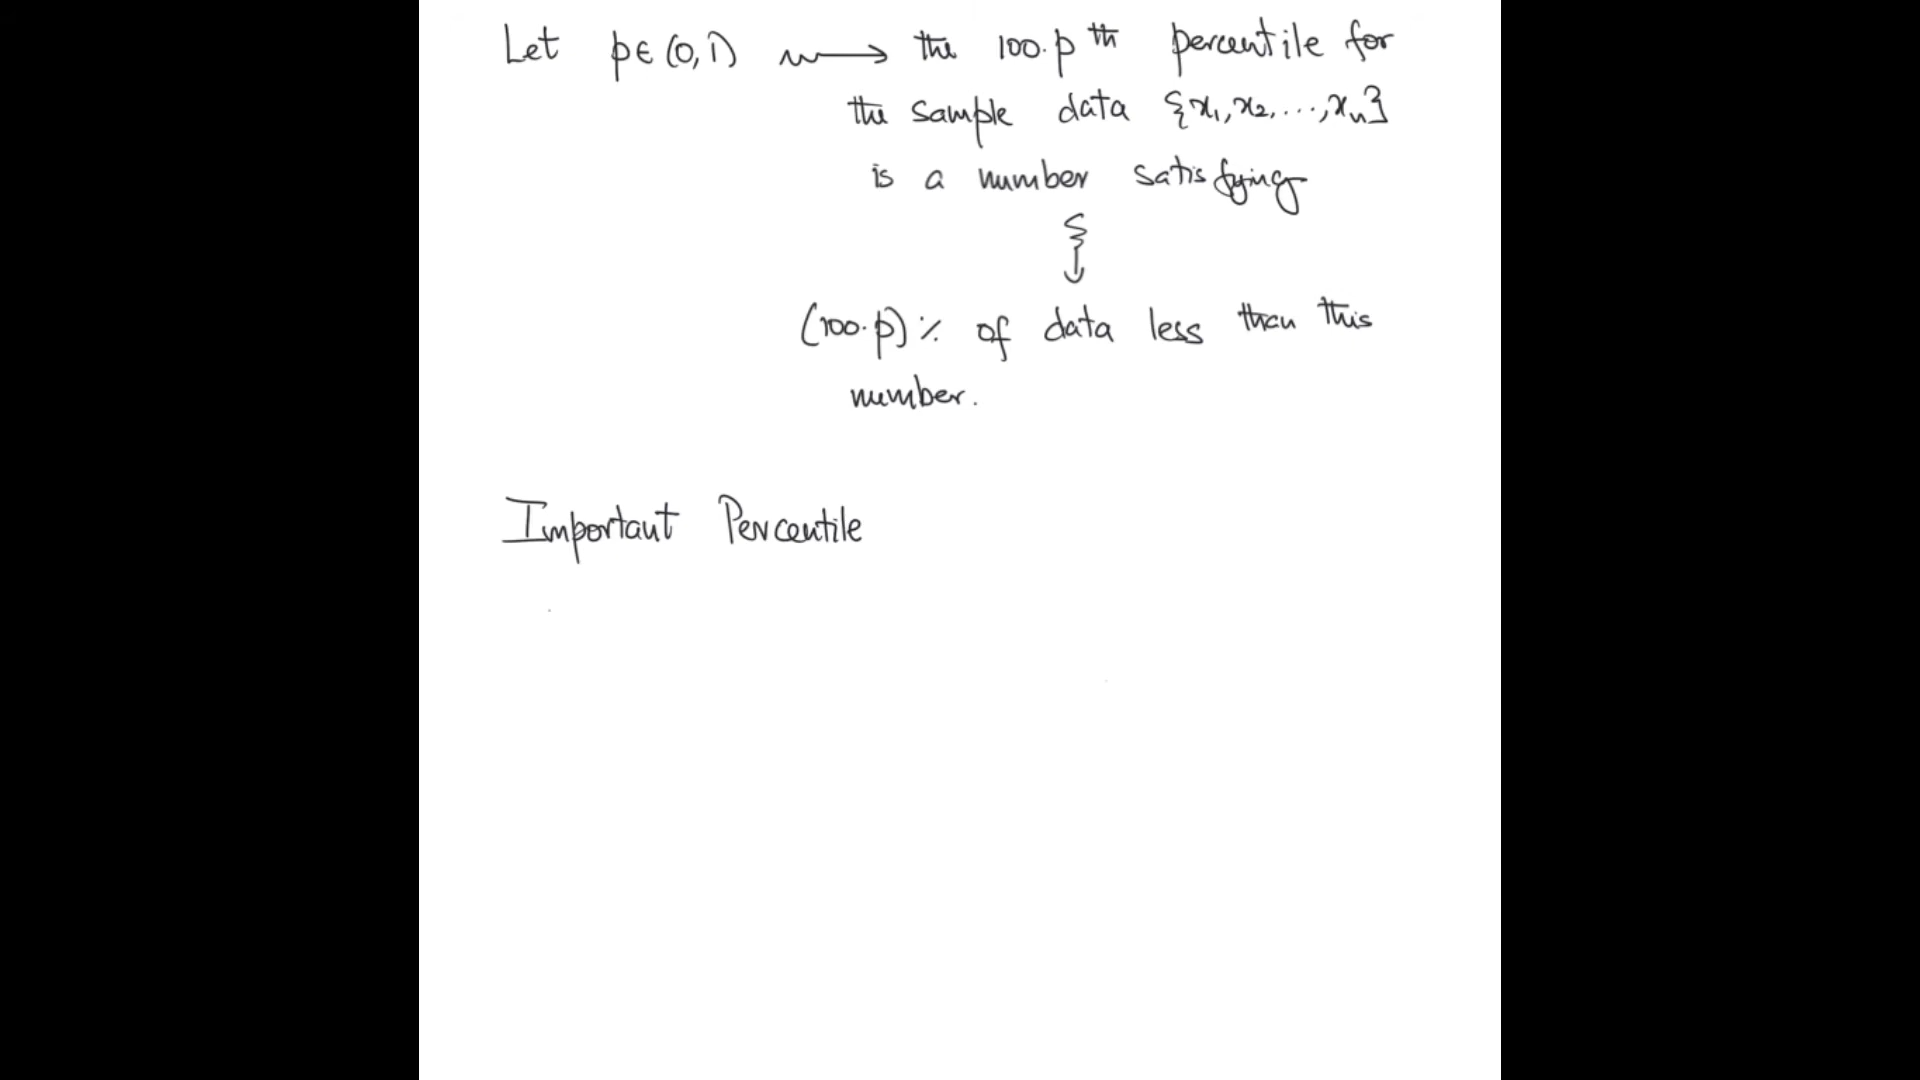 Let p∈(0,1) ⟿ the 100·p th percentile for
the sample data {x₁,x₂,...,xₙ}
is a number satisfying
(100·p)% of data less than this
number.
Important Percentile